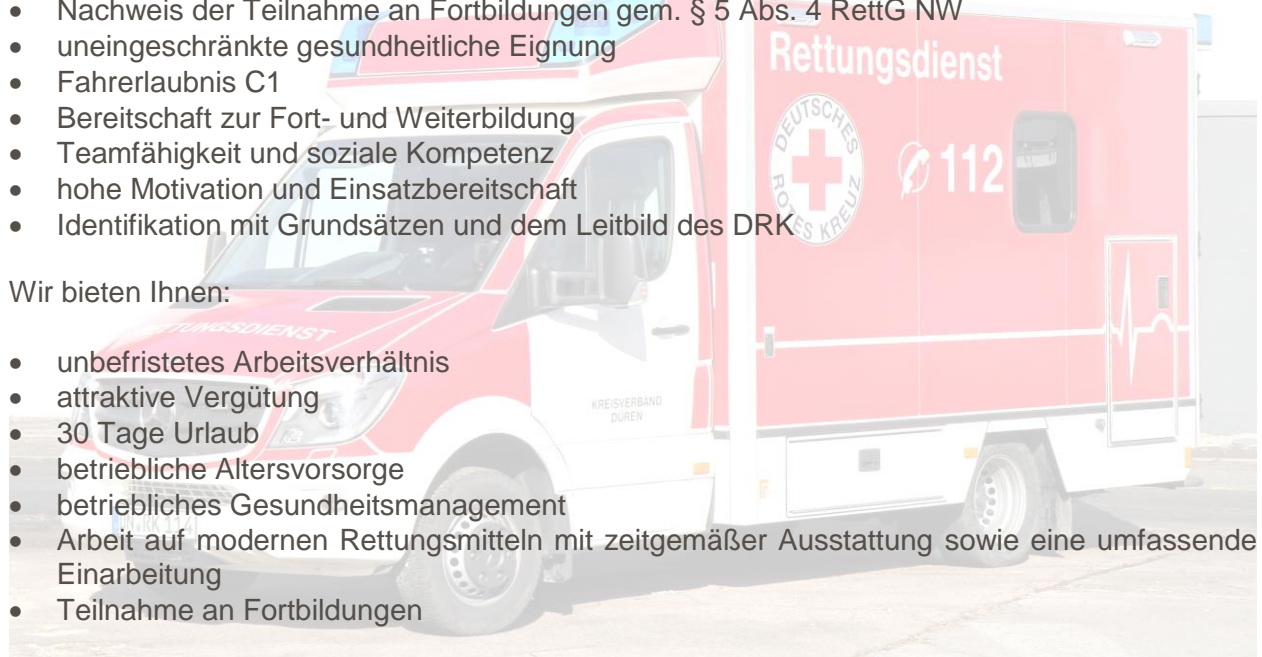 • Nachweis der Teilnahme an Fortbildungen gem. § 5 Abs. 4 RettG NW
• uneingeschränkte gesundheitliche Eignung
• Fahrerlaubnis C1
• Bereitschaft zur Fort- und Weiterbildung
• Teamfähigkeit und soziale Kompetenz
• hohe Motivation und Einsatzbereitschaft
• Identifikation mit Grundsätzen und dem Leitbild des DRK
Wir bieten Ihnen:
• unbefristetes Arbeitsverhältnis
• attraktive Vergütung
• 30 Tage Urlaub
• betriebliche Altersvorsorge
• betriebliches Gesundheitsmanagement
• Arbeit auf modernen Rettungsmitteln mit zeitgemäßer Ausstattung sowie eine umfassende
Einarbeitung
• Teilnahme an Fortbildungen
Rettungsdienst
DEUTSCHES
ROTES KREUZ
112
RETTUNGSDIENST
KREISVERBAND
DÜREN